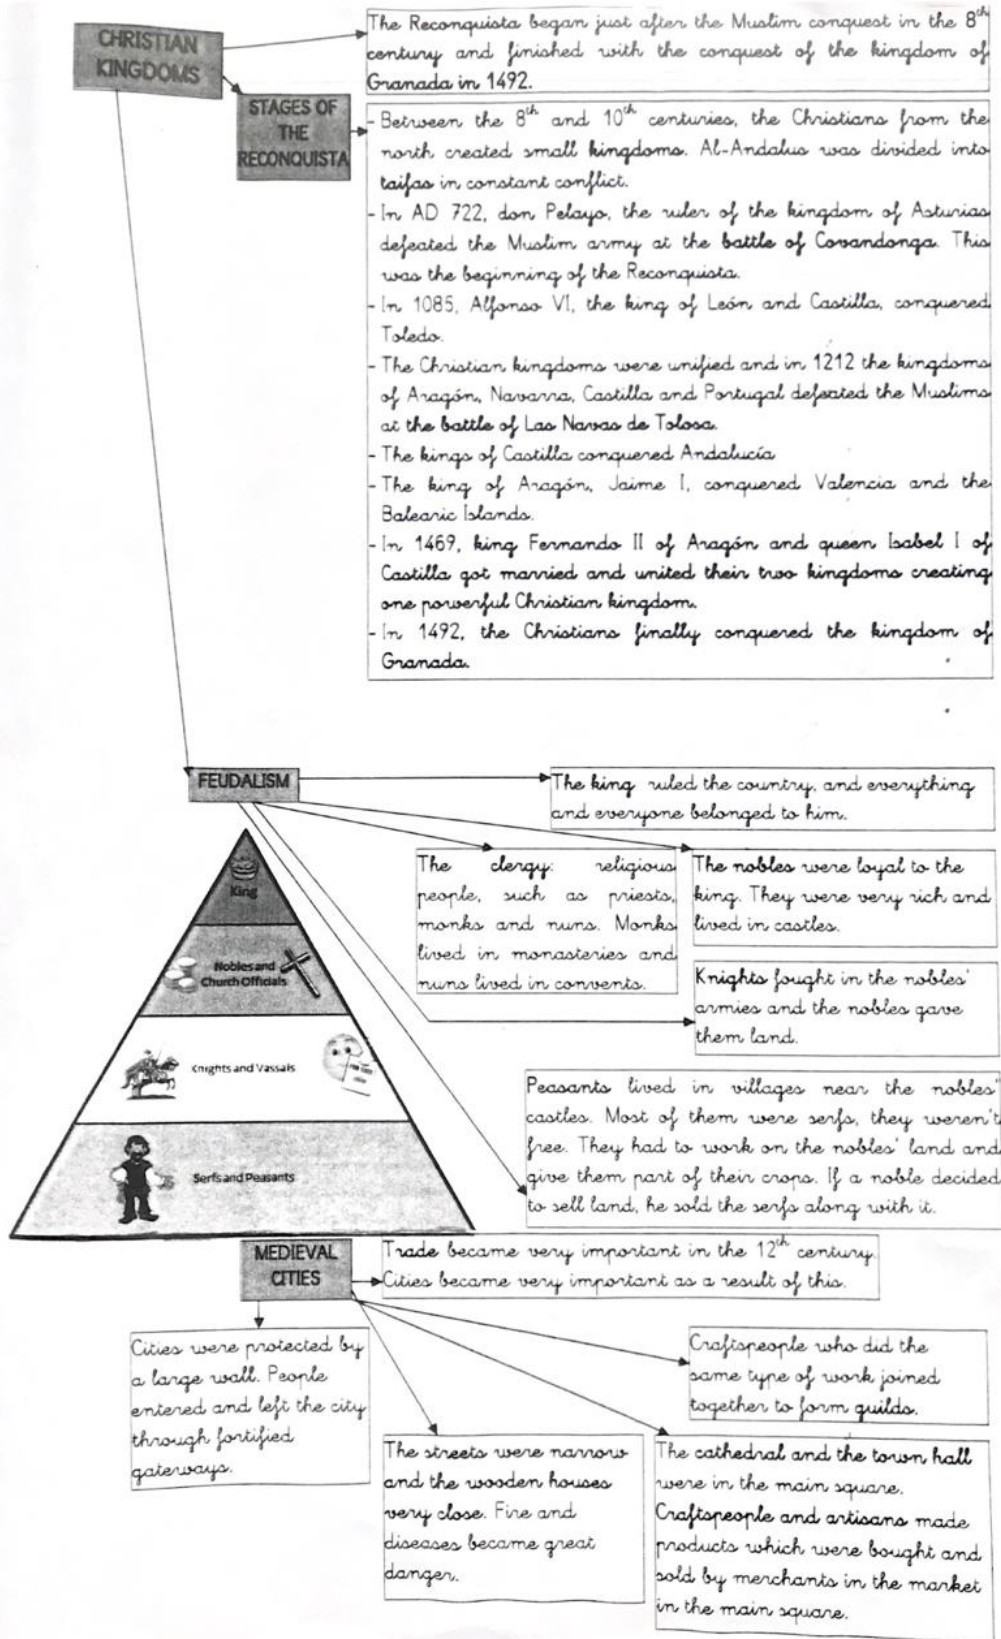 CHRISTIAN
KINGDOMS
The Reconquista began just after the Muslim conquest in the 8th
century and finished with the conquest of the kingdom of
Granada in 1492.
STAGES OF
THE
RECONQUISTA
- Between the 8th and 10th centuries, the Christians from the
north created small kingdoms. Al-Andalus was divided into
taifas in constant conflict.
- In AD 722, don Pelayo, the ruler of the kingdom of Asturias
defeated the Muslim army at the battle of Covandonga. This
was the beginning of the Reconquista.
- In 1085, Alfonso VI, the king of León and Castilla, conquered
Toledo.
- The Christian kingdoms were unified and in 1212 the kingdoms
of Aragón, Navarra, Castilla and Portugal defeated the Muslims
at the battle of Las Navas de Tolosa.
- The kings of Castilla conquered Andalucía
- The king of Aragón, Jaime I, conquered Valencia and the
Balearic Islands.
- In 1469, king Fernando II of Aragón and queen Isabel I of
Castilla got married and united their two kingdoms creating
one powerful Christian kingdom.
- In 1492, the Christians finally conquered the kingdom of
Granada.
FEUDALISM
The king ruled the country, and everything
and everyone belonged to him.
The clergy: religious
people, such as priests,
monks and nuns. Monks
lived in monasteries and
nuns lived in convents.
The nobles were loyal to the
king. They were very rich and
lived in castles.
Knights fought in the nobles'
armies and the nobles gave
them land.
King
Nobles and
Church Officials
Knights and Vassals
Serfs and Peasants
Peasants lived in villages near the nobles'
castles. Most of them were serfs, they weren't
free. They had to work on the nobles' land and
give them part of their crops. If a noble decided
to sell land, he sold the serfs along with it.
MEDIEVAL
CITIES
Trade became very important in the 12th century.
Cities became very important as a result of this.
Cities were protected by
a large wall. People
entered and left the city
through fortified
gateways.
Craftspeople who did the
same type of work joined
together to form guilds.
The streets were narrow
and the wooden houses
very close. Fire and
diseases became great
danger.
The cathedral and the town hall
were in the main square.
Craftspeople and artisans made
products which were bought and
sold by merchants in the market
in the main square.